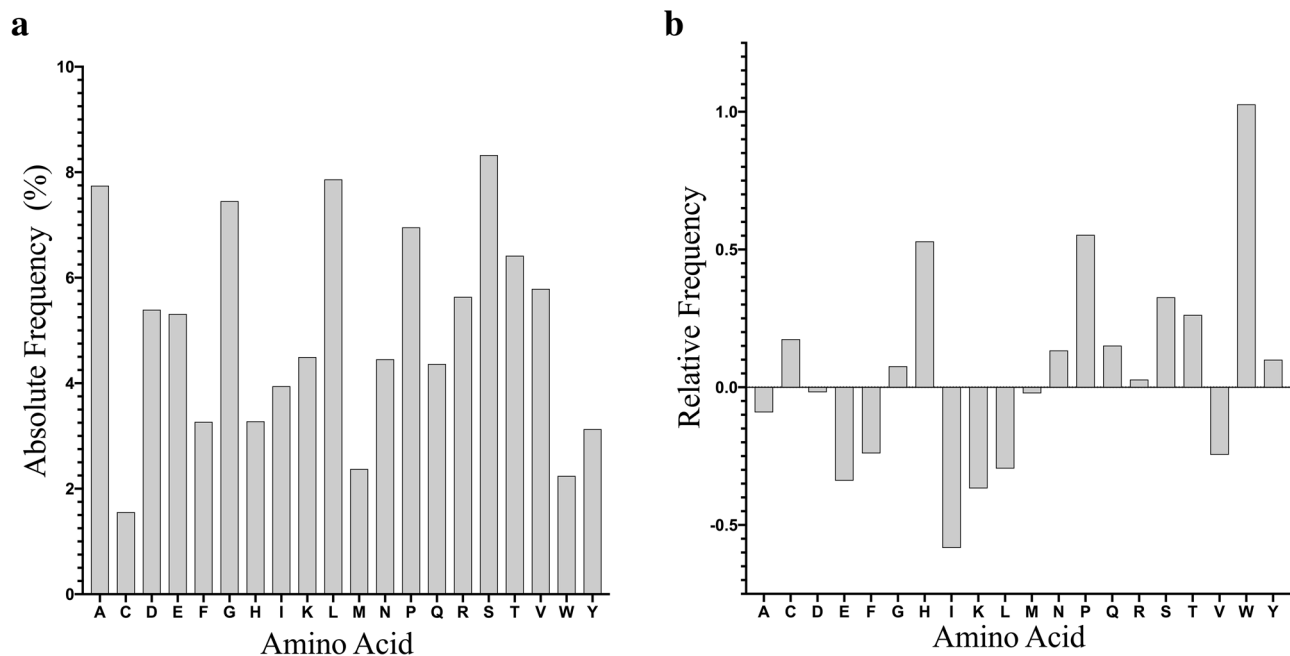 a
10
8
6
4
2
0
Absolute Frequency (%)
A C D E F G H I K L M N P Q R S T V W Y
Amino Acid
b
1.0
0.5
0.0
-0.5
Relative Frequency
A C D E F G H I K L M N P Q R S T V W Y
Amino Acid